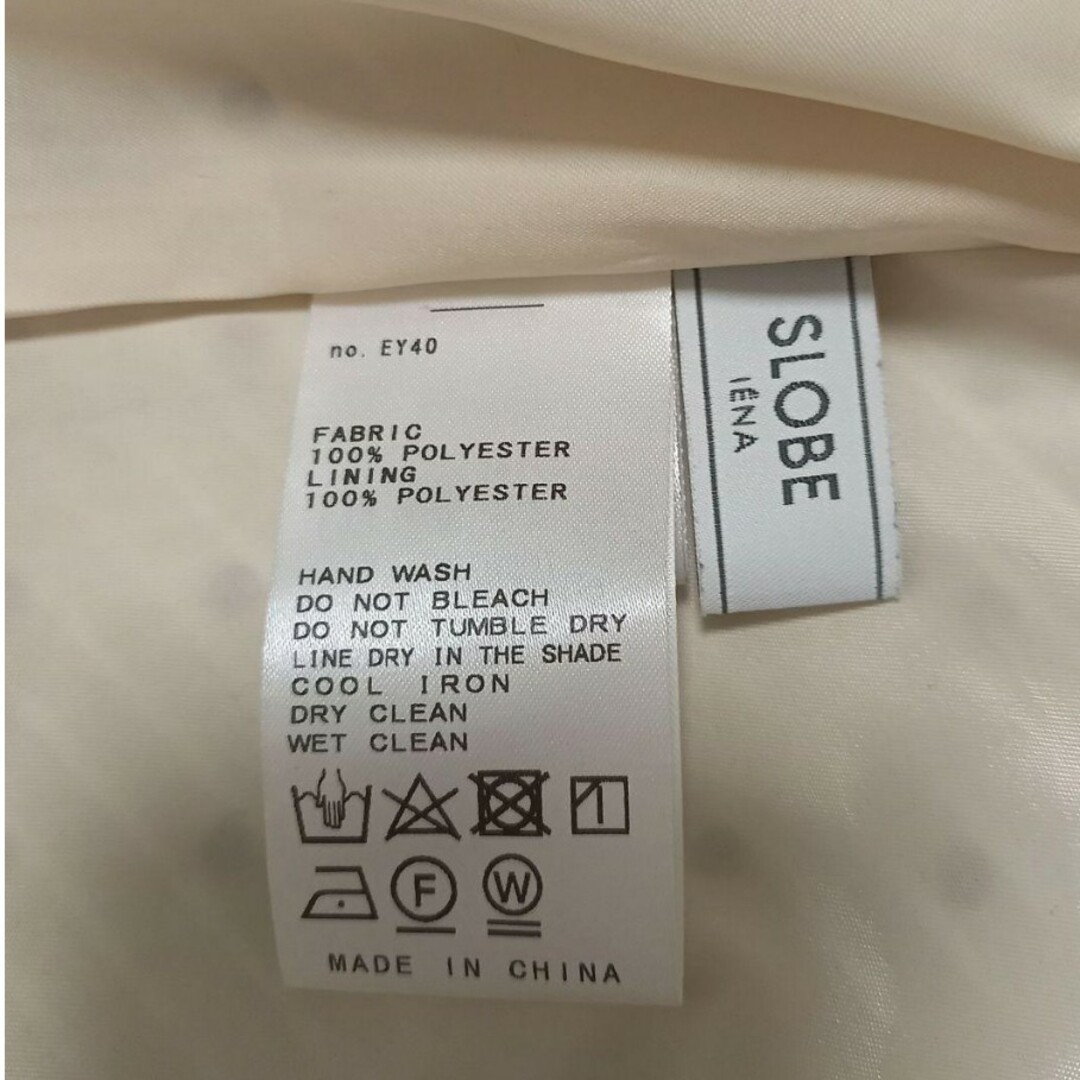 no. EY40
FABRIC
100% POLYESTER
LINING
100% POLYESTER
HAND WASH
DO NOT BLEACH
DO NOT TUMBLE DRY
LINE DRY IN THE SHADE
COOL IRON
DRY CLEAN
WET CLEAN
F W
MADE IN CHINA
SLOBE
IÉNA